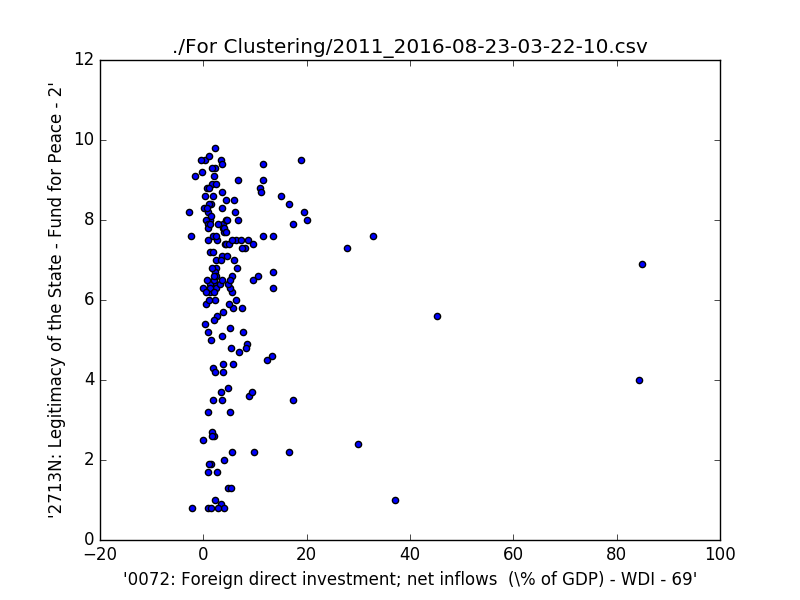 ./For Clustering/2011_2016-08-23-03-22-10.csv
12
10
8
6
4
2
0
'2713N: Legitimacy of the State - Fund for Peace - 2'
−20 0 20 40 60 80 100
'0072: Foreign direct investment; net inflows  (\% of GDP) - WDI - 69'